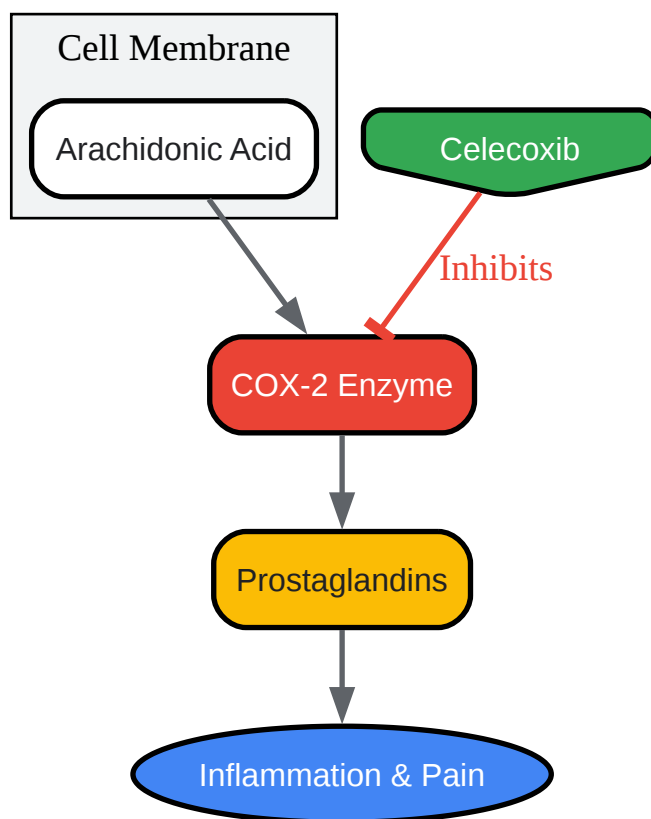 Cell Membrane
Arachidonic Acid
Celecoxib
Inhibits
COX-2 Enzyme
Prostaglandins
Inflammation & Pain